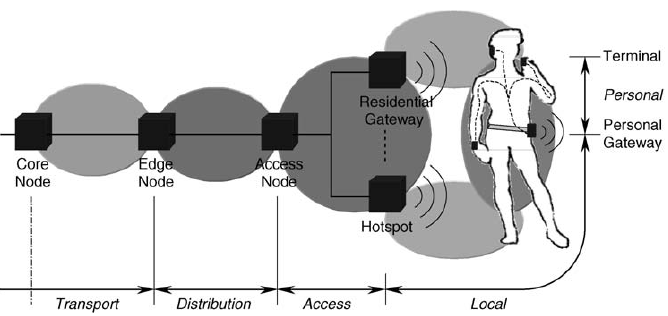 Terminal
Personal
Personal
Gateway
Residential
Gateway
Core
Node
Edge
Node
Access
Node
Hotspot
Transport
Distribution
Access
Local